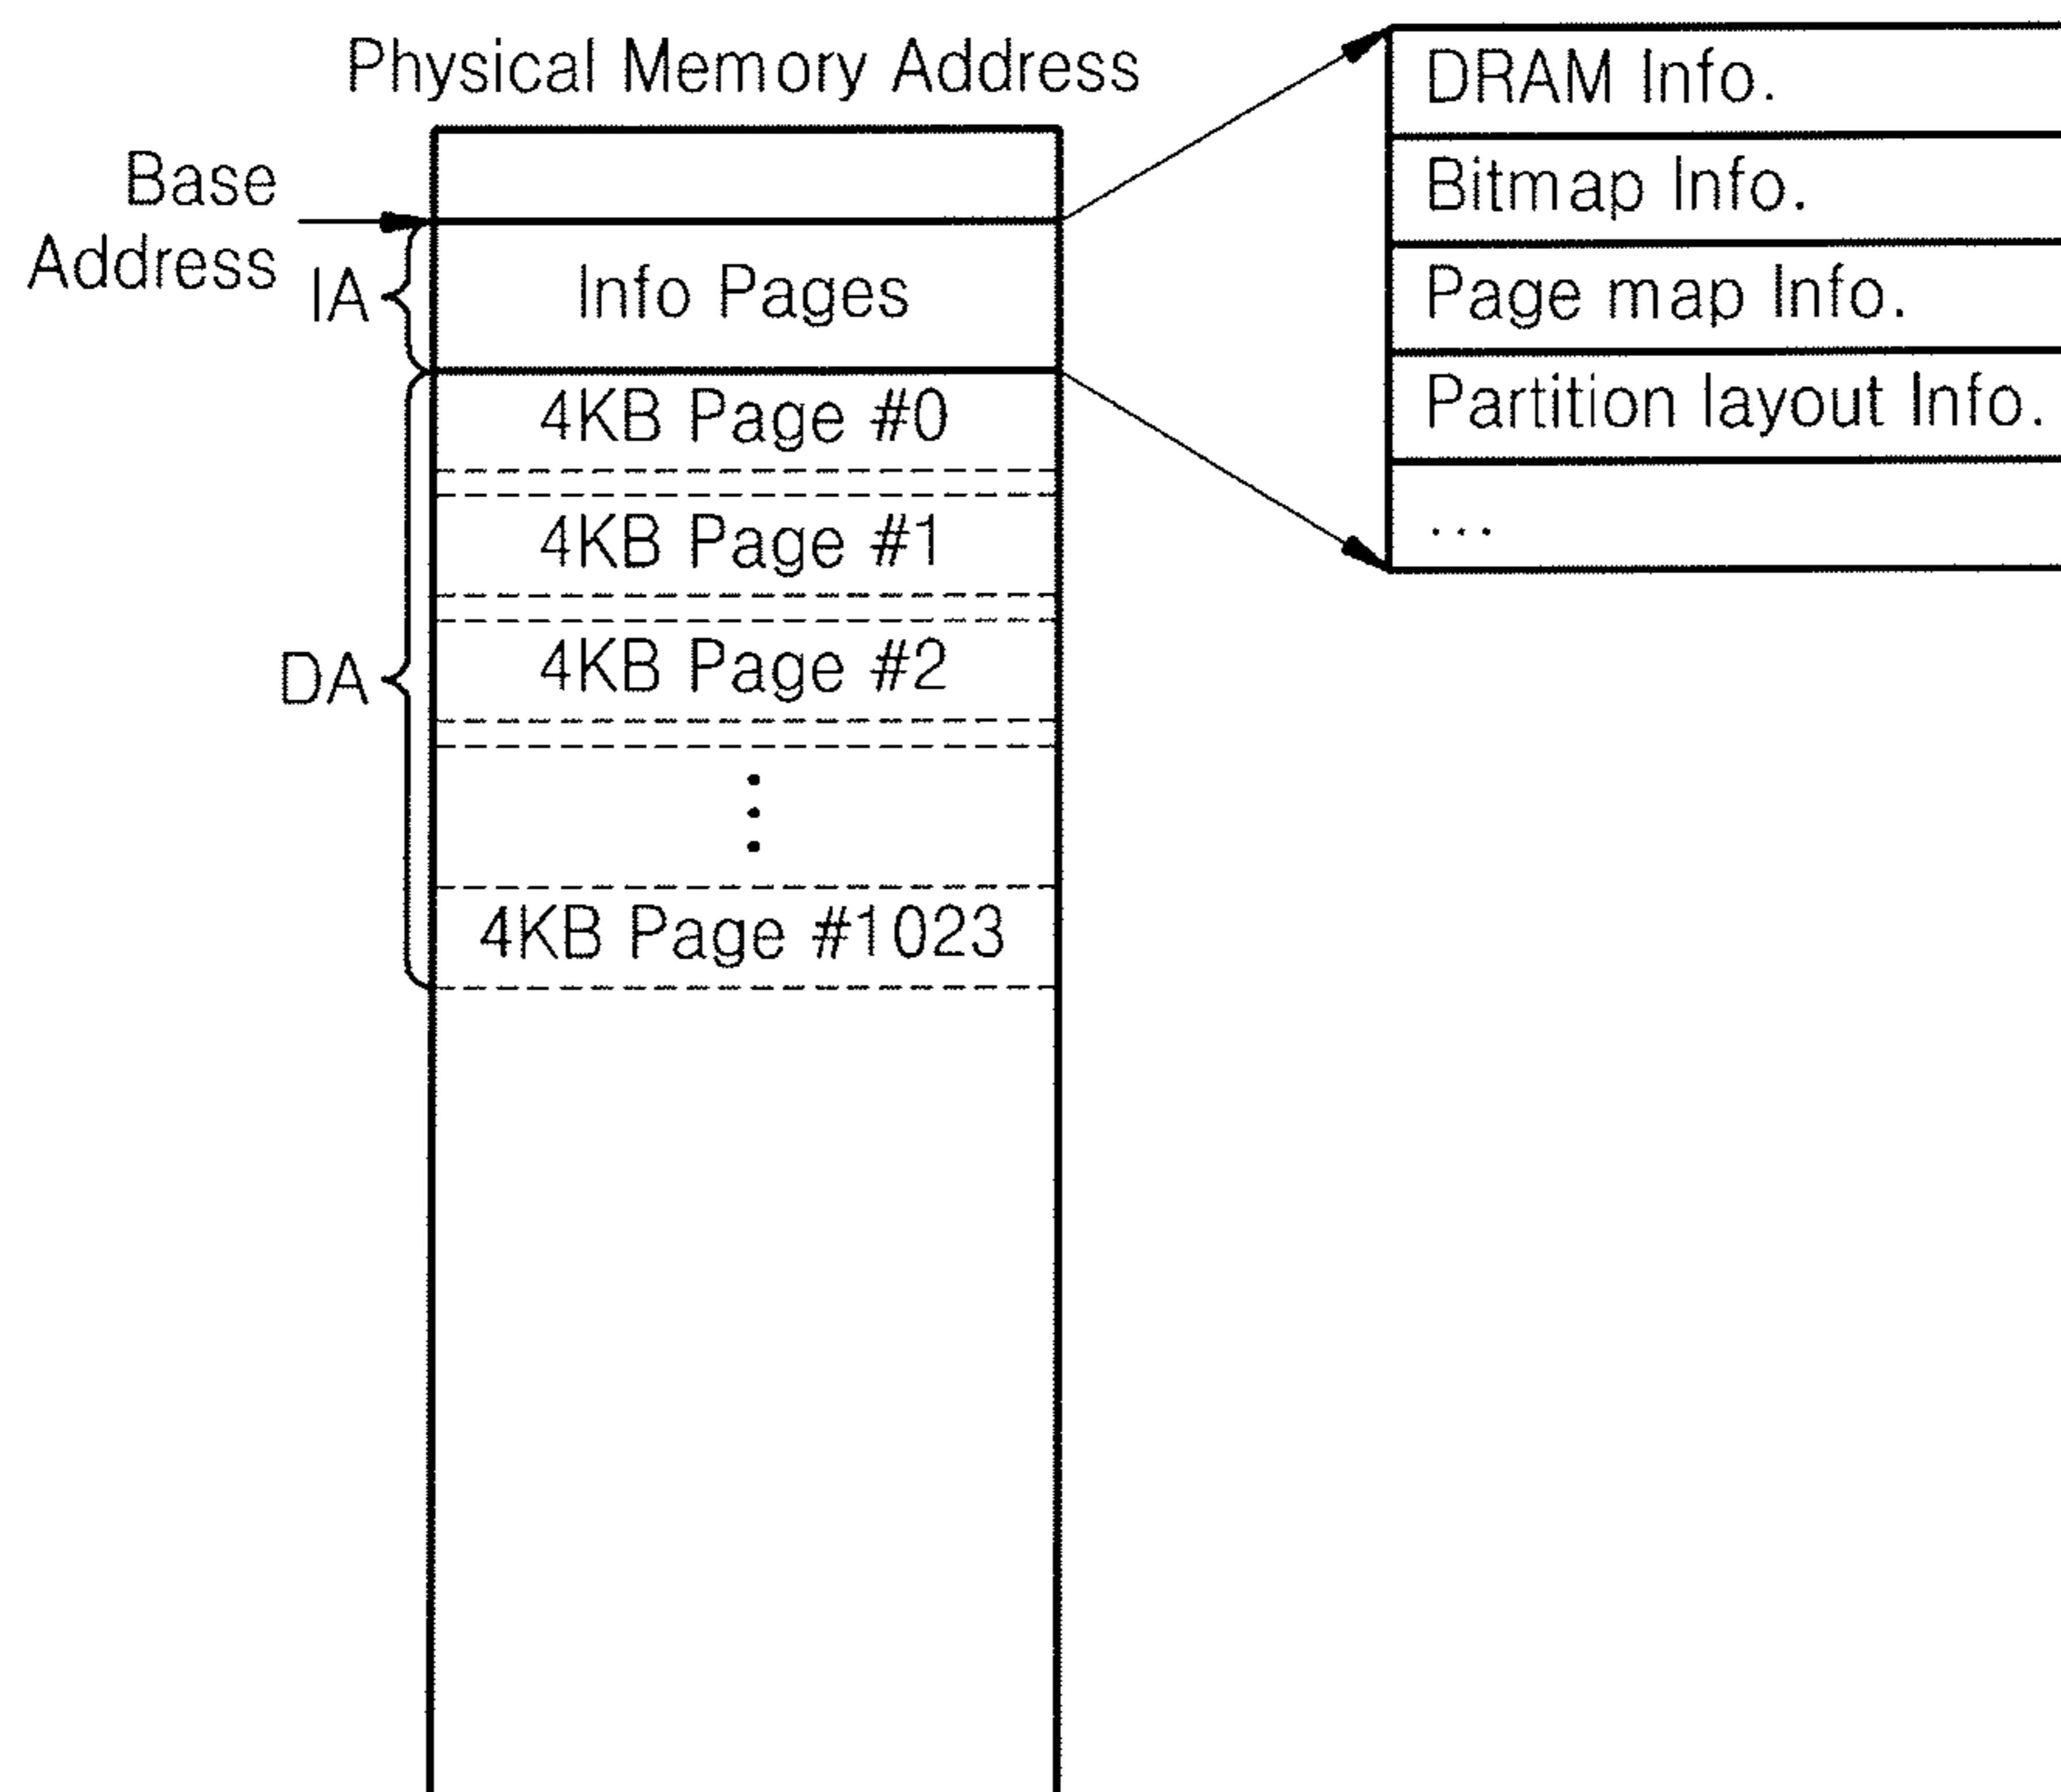 Physical Memory Address
Base
Address
IA
Info Pages
DA
4KB Page #0
4KB Page #1
4KB Page #2
4KB Page #1023
DRAM Info.
Bitmap Info.
Page map Info.
Partition layout Info.
...